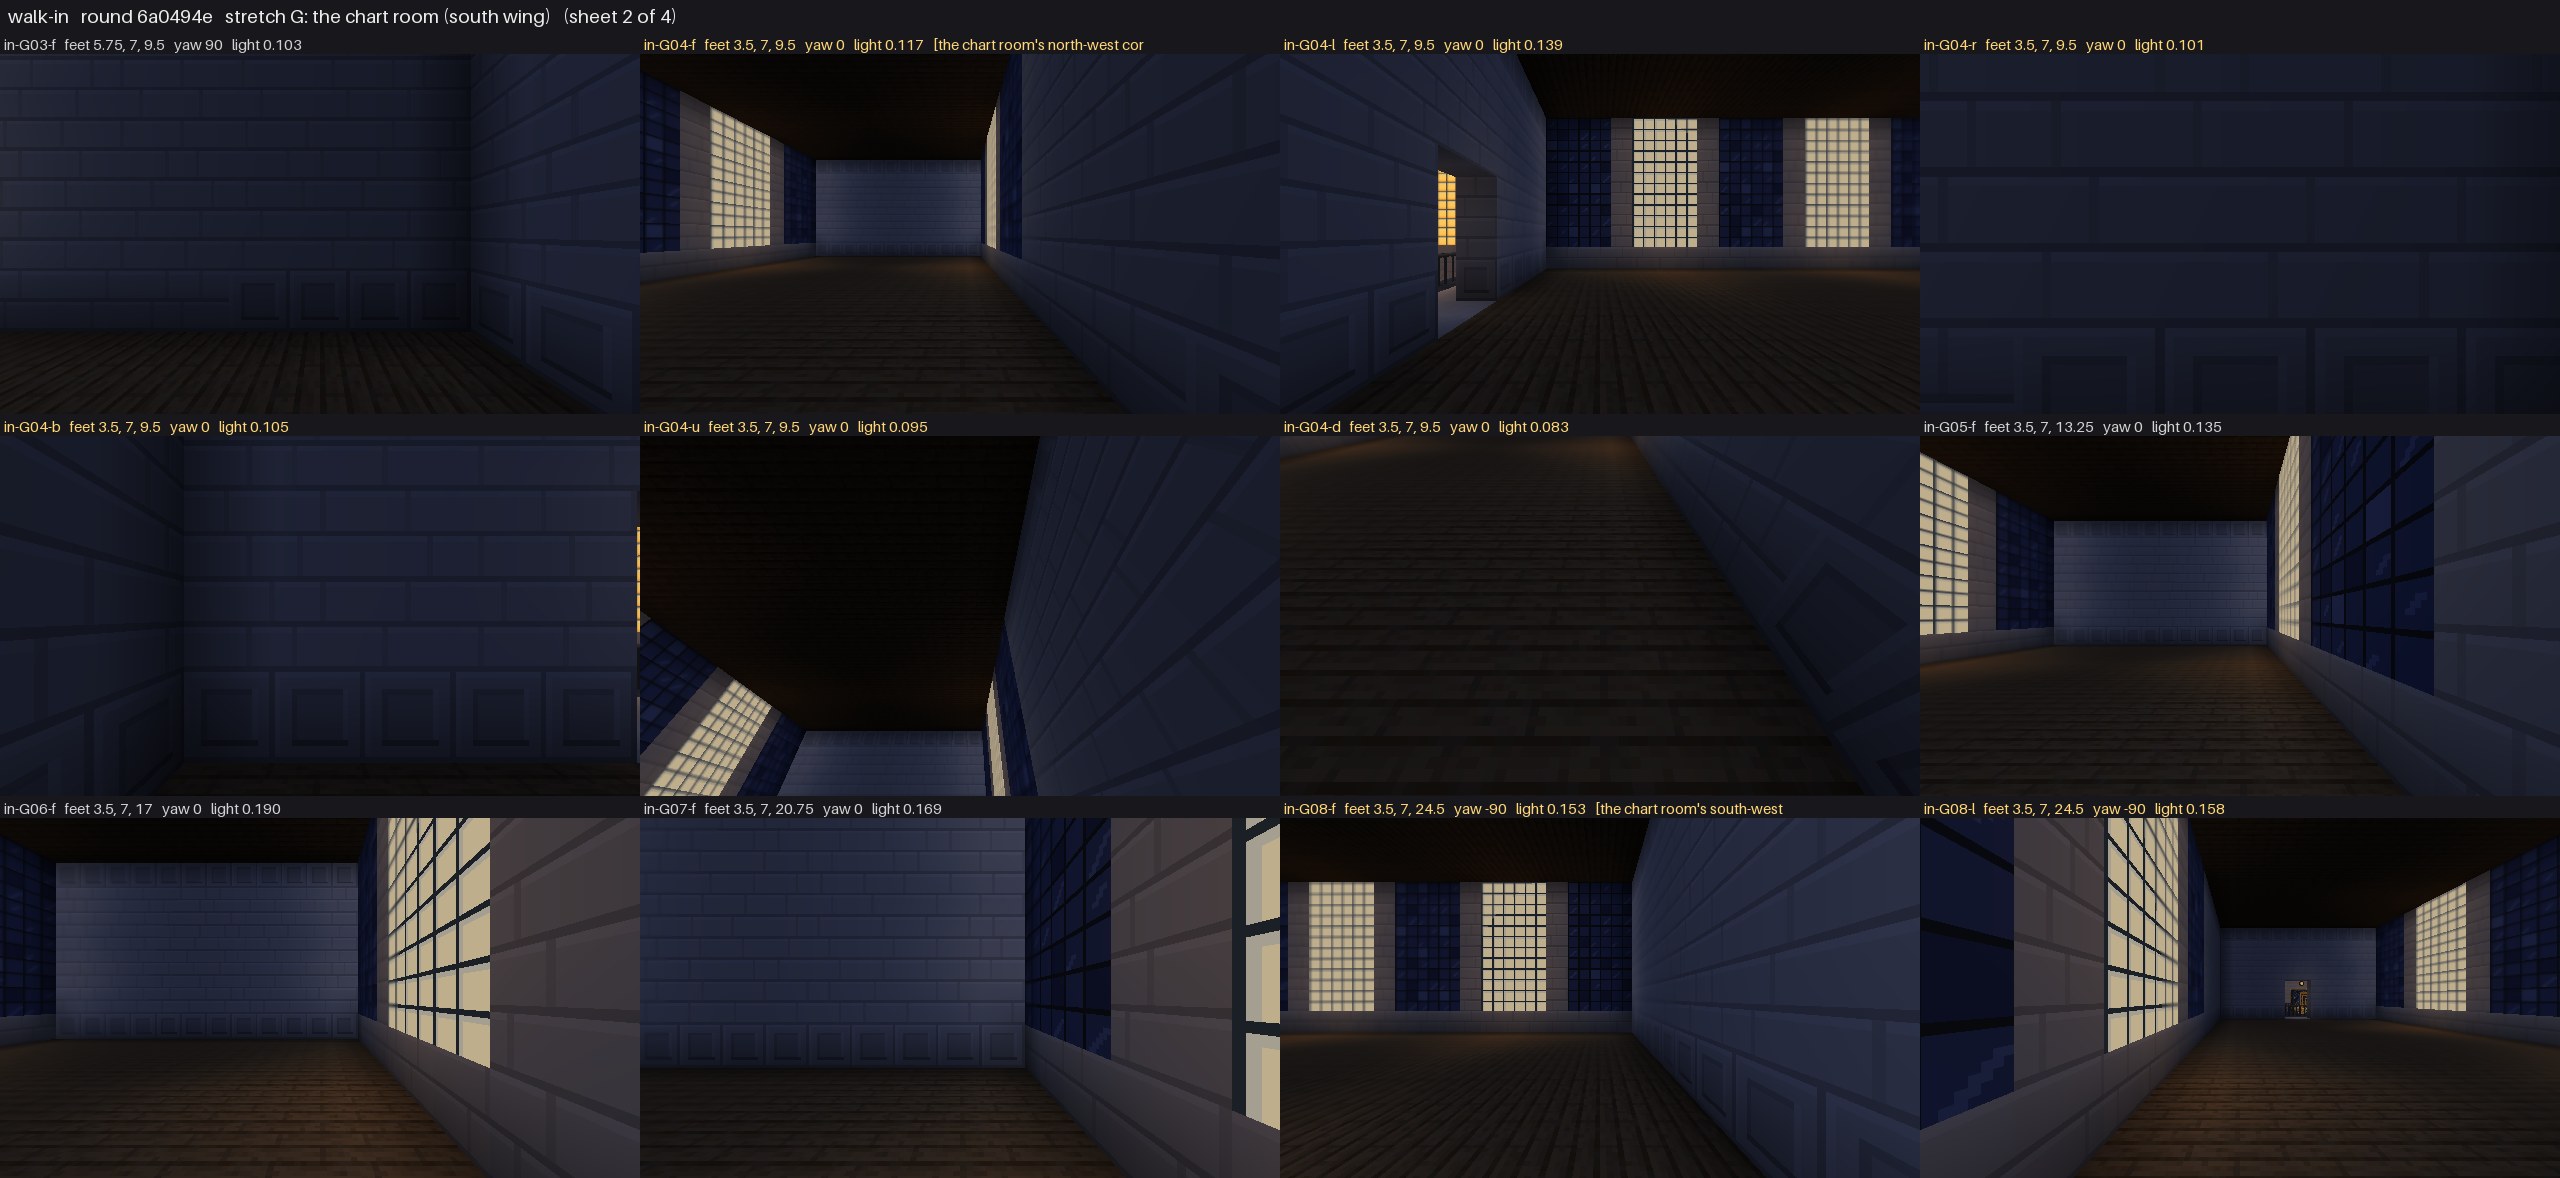 walk-in   round 6a0494e   stretch G: the chart room (south wing)   (sheet 2 of 4)
in-G03-f  feet 5.75, 7, 9.5   yaw 90   light 0.103
in-G04-f  feet 3.5, 7, 9.5   yaw 0   light 0.117   [the chart room's north-west cor
in-G04-l  feet 3.5, 7, 9.5   yaw 0   light 0.139
in-G04-r  feet 3.5, 7, 9.5   yaw 0   light 0.101
in-G04-b  feet 3.5, 7, 9.5   yaw 0   light 0.105
in-G04-u  feet 3.5, 7, 9.5   yaw 0   light 0.095
in-G04-d  feet 3.5, 7, 9.5   yaw 0   light 0.083
in-G05-f  feet 3.5, 7, 13.25   yaw 0   light 0.135
in-G06-f  feet 3.5, 7, 17   yaw 0   light 0.190
in-G07-f  feet 3.5, 7, 20.75   yaw 0   light 0.169
in-G08-f  feet 3.5, 7, 24.5   yaw -90   light 0.153   [the chart room's south-west
in-G08-l  feet 3.5, 7, 24.5   yaw -90   light 0.158